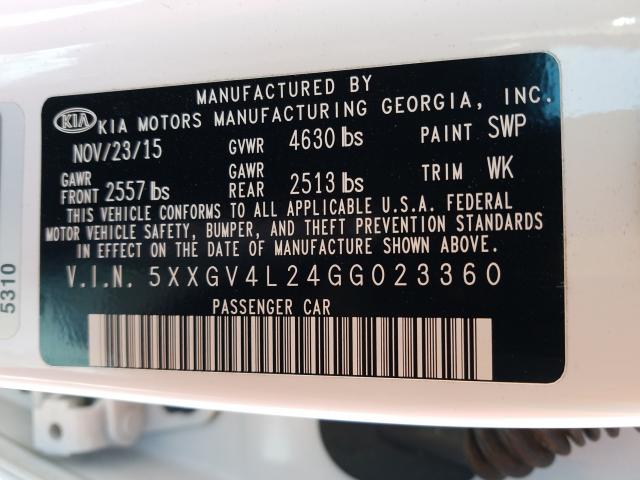 MANUFACTURED BY
KIA KIA MOTORS MANUFACTURING GEORGIA, INC.
NOV/23/15 GVWR 4630 lbs PAINT SWP
GAWR FRONT 2557 lbs GAWR REAR 2513 lbs TRIM WK
THIS VEHICLE CONFORMS TO ALL APPLICABLE U.S.A. FEDERAL
MOTOR VEHICLE SAFETY, BUMPER, AND THEFT PREVENTION STANDARDS
IN EFFECT ON THE DATE OF MANUFACTURE SHOWN ABOVE.
V.I.N. 5XXGV4L24GG023360
PASSENGER CAR
5310